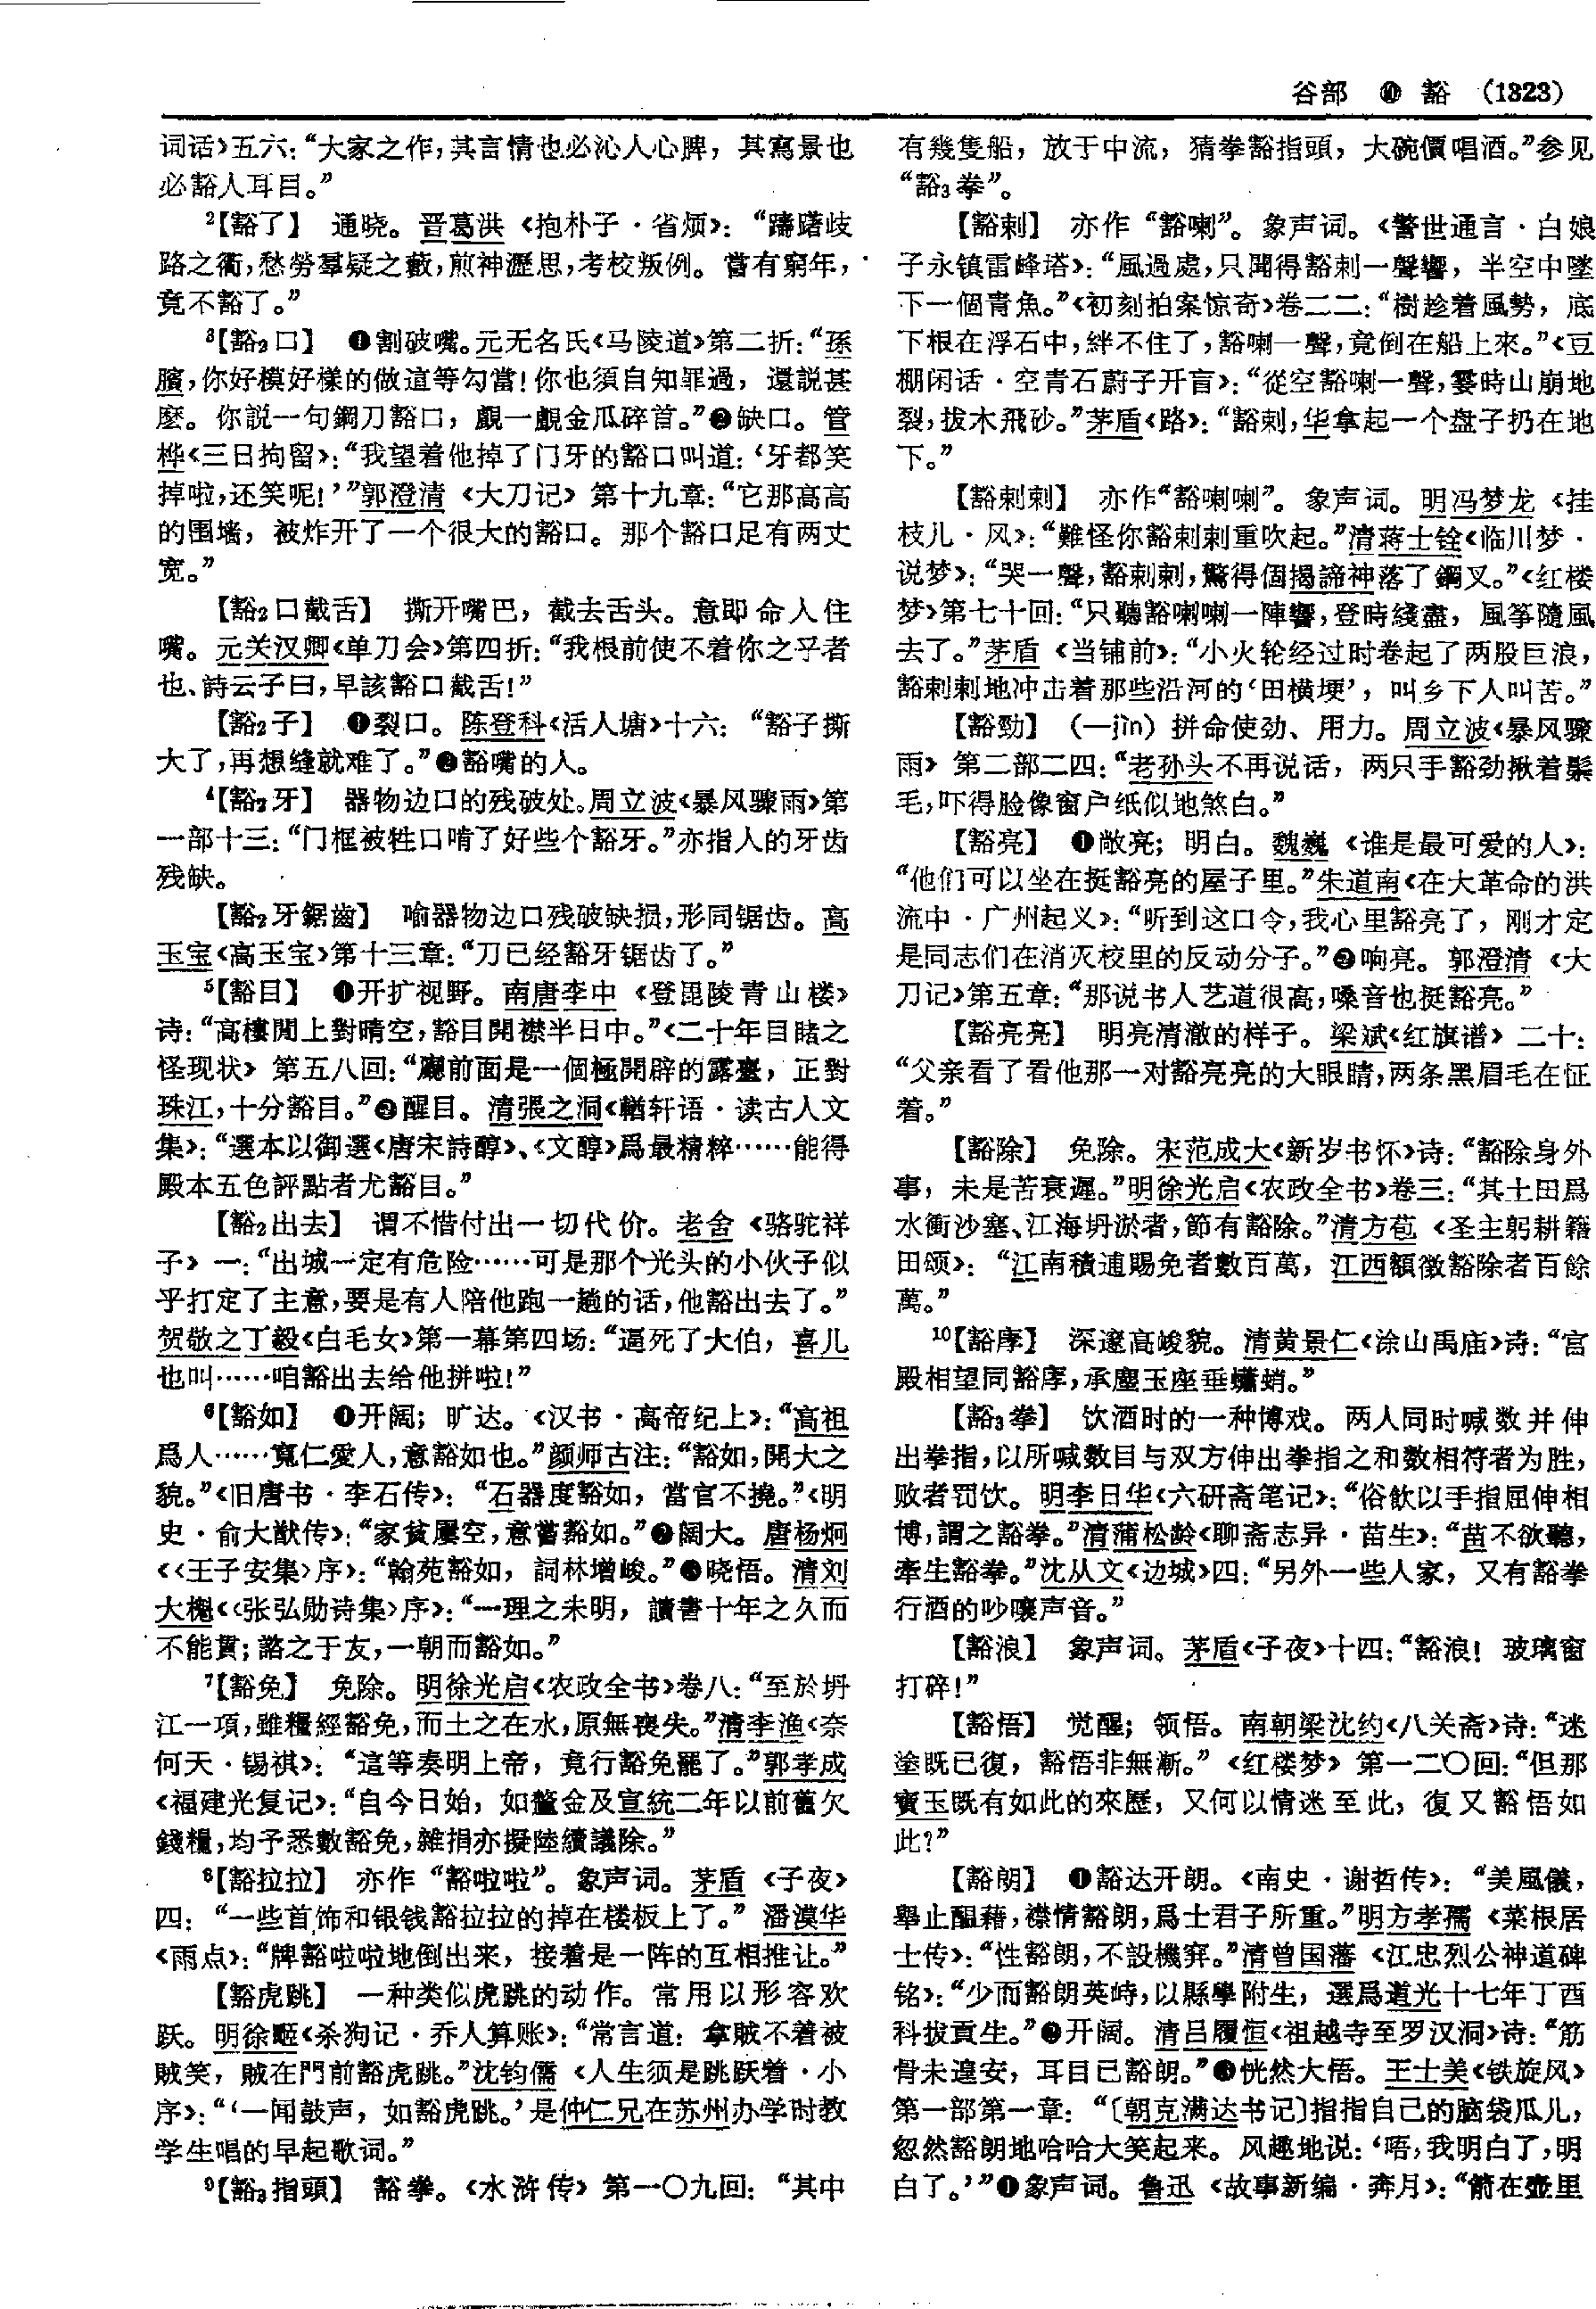 谷部 ⑩ 豁 (1323)
词话》五六：“大家之作，其言情也必沁人心脾，其寫景也
必豁人耳目。”
²【豁了】 通晓。晋葛洪《抱朴子·省烦》：“躊躇歧
路之衢，愁勞羣疑之藪，煎神瀝思，考校叛例。嘗有窮年，
竟不豁了。”
³【豁₂口】 ❶割破嘴。元无名氏《马陵道》第二折：“孫
臏，你好模好樣的做這等勾當！你也須自知罪過，還説甚
麽。你説一句鋼刀豁口，覷一覷金瓜碎首。”❷缺口。管
桦《三日拘留》：“我望着他掉了门牙的豁口叫道：‘牙都笑
掉啦，还笑呢！’”郭澄清《大刀记》第十九章：“它那高高
的围墙，被炸开了一个很大的豁口。那个豁口足有两丈
宽。”
【豁₂口截舌】 撕开嘴巴，截去舌头。意即命人住
嘴。元关汉卿《单刀会》第四折：“我根前使不着你之乎者
也、詩云子曰，早該豁口截舌！”
【豁₂子】 ❶裂口。陈登科《活人塘》十六：“豁子撕
大了，再想缝就难了。”❷豁嘴的人。
⁴【豁₂牙】 器物边口的残破处。周立波《暴风骤雨》第
一部十三：“门框被牲口啃了好些个豁牙。”亦指人的牙齿
残缺。
【豁₂牙鋸齒】 喻器物边口残破缺损，形同锯齿。高
玉宝《高玉宝》第十三章：“刀已经豁牙锯齿了。”
⁵【豁目】 ❶开扩视野。南唐李中《登毘陵青山楼》
诗：“高樓閒上對晴空，豁目開襟半日中。”《二十年目睹之
怪现状》第五八回：“廳前面是一個極開闢的露臺，正對
珠江，十分豁目。”❷醒目。清張之洞《輶轩语·读古人文
集》：“選本以御選《唐宋詩醇》、《文醇》爲最精粹……能得
殿本五色評點者尤豁目。”
【豁₂出去】 谓不惜付出一切代价。老舍《骆驼祥
子》一：“出城一定有危险……可是那个光头的小伙子似
乎打定了主意，要是有人陪他跑一趟的话，他豁出去了。”
贺敬之丁毅《白毛女》第一幕第四场：“逼死了大伯，喜儿
也叫……咱豁出去给他拼啦！”
⁶【豁如】 ❶开阔；旷达。《汉书·高帝纪上》：“高祖
爲人……寬仁愛人，意豁如也。”颜师古注：“豁如，開大之
貌。”《旧唐书·李石传》：“石器度豁如，當官不撓。”《明
史·俞大猷传》：“家貧屢空，意嘗豁如。”❷阔大。唐杨炯
《〈王子安集〉序》：“翰苑豁如，詞林增峻。”❸晓悟。清刘
大櫆《〈张弘勋诗集〉序》：“一理之未明，讀書十年之久而
不能貫；諮之于友，一朝而豁如。”
⁷【豁免】 免除。明徐光启《农政全书》卷八：“至於坍
江一項，雖糧經豁免，而土之在水，原無喪失。”清李渔《奈
何天·锡祺》：“這等奏明上帝，竟行豁免罷了。”郭孝成
《福建光复记》：“自今日始，如釐金及宣統二年以前舊欠
錢糧，均予悉數豁免，雜捐亦擬陸續議除。”
⁸【豁拉拉】 亦作“豁啦啦”。象声词。茅盾《子夜》
四：“一些首饰和银钱豁拉拉的掉在楼板上了。”潘漠华
《雨点》：“牌豁啦啦地倒出来，接着是一阵的互相推让。”
【豁虎跳】 一种类似虎跳的动作。常用以形容欢
跃。明徐𤱻《杀狗记·乔人算账》：“常言道：拿賊不着被
賊笑，賊在門前豁虎跳。”沈钧儒《人生须是跳跃着·小
序》：“‘一闻鼓声，如豁虎跳。’是仲仁兄在苏州办学时教
学生唱的早起歌词。”
⁹【豁₃指頭】 豁拳。《水浒传》第一〇九回：“其中
有幾隻船，放于中流，猜拳豁指頭，大碗價唱酒。”参见
“豁₃拳”。
【豁剌】 亦作“豁喇”。象声词。《警世通言·白娘
子永镇雷峰塔》：“風過處，只聞得豁剌一聲響，半空中墜
下一個青魚。”《初刻拍案惊奇》卷二二：“樹趁着風勢，底
下根在浮石中，絆不住了，豁喇一聲，竟倒在船上來。”《豆
棚闲话·空青石蔚子开盲》：“從空豁喇一聲，霎時山崩地
裂，拔木飛砂。”茅盾《路》：“豁剌，华拿起一个盘子扔在地
下。”
【豁剌剌】 亦作“豁喇喇”。象声词。明冯梦龙《挂
枝儿·风》：“難怪你豁剌剌重吹起。”清蒋士铨《临川梦·
说梦》：“哭一聲，豁剌剌，驚得個揭諦神落了鋼叉。”《红楼
梦》第七十回：“只聽豁喇喇一陣響，登時綫盡，風筝隨風
去了。”茅盾《当铺前》：“小火轮经过时卷起了两股巨浪，
豁剌剌地冲击着那些沿河的‘田横埂’，叫乡下人叫苦。”
【豁勁】 （—jìn）拼命使劲、用力。周立波《暴风骤
雨》第二部二四：“老孙头不再说话，两只手豁劲揪着鬃
毛，吓得脸像窗户纸似地煞白。”
【豁亮】 ❶敞亮；明白。魏巍《谁是最可爱的人》：
“他们可以坐在挺豁亮的屋子里。”朱道南《在大革命的洪
流中·广州起义》：“听到这口令，我心里豁亮了，刚才定
是同志们在消灭校里的反动分子。”❷响亮。郭澄清《大
刀记》第五章：“那说书人艺道很高，嗓音也挺豁亮。”
【豁亮亮】 明亮清澈的样子。梁斌《红旗谱》二十：
“父亲看了看他那一对豁亮亮的大眼睛，两条黑眉毛在怔
着。”
【豁除】 免除。宋范成大《新岁书怀》诗：“豁除身外
事，未是苦衰遲。”明徐光启《农政全书》卷三：“其土田爲
水衝沙塞、江海坍淤者，節有豁除。”清方苞《圣主躬耕籍
田颂》：“江南積逋賜免者數百萬，江西額徵豁除者百餘
萬。”
¹⁰【豁庨】 深邃高峻貌。清黄景仁《涂山禹庙》诗：“宫
殿相望同豁庨，承塵玉座垂蠨蛸。”
【豁₃拳】 饮酒时的一种博戏。两人同时喊数并伸
出拳指，以所喊数目与双方伸出拳指之和数相符者为胜，
败者罚饮。明李日华《六研斋笔记》：“俗飲以手指屈伸相
博，謂之豁拳。”清蒲松龄《聊斋志异·苗生》：“苗不欲聽，
牽生豁拳。”沈从文《边城》四：“另外一些人家，又有豁拳
行酒的吵嚷声音。”
【豁浪】 象声词。茅盾《子夜》十四：“豁浪！玻璃窗
打碎！”
【豁悟】 觉醒；领悟。南朝梁沈约《八关斋》诗：“迷
塗既已復，豁悟非無漸。”《红楼梦》第一二〇回：“但那
寶玉既有如此的來歷，又何以情迷至此，復又豁悟如
此？”
【豁朗】 ❶豁达开朗。《南史·谢哲传》：“美風儀，
舉止醖藉，襟情豁朗，爲士君子所重。”明方孝孺《菜根居
士传》：“性豁朗，不設機穽。”清曾国藩《江忠烈公神道碑
铭》：“少而豁朗英峙，以縣學附生，選爲道光十七年丁酉
科拔貢生。”❷开阔。清吕履恒《祖越寺至罗汉洞》诗：“筋
骨未遑安，耳目已豁朗。”❸恍然大悟。王士美《铁旋风》
第一部第一章：“〔朝克满达书记〕指指自己的脑袋瓜儿，
忽然豁朗地哈哈大笑起来。风趣地说：‘唔，我明白了，明
白了。’”❹象声词。鲁迅《故事新编·奔月》：“箭在壶里